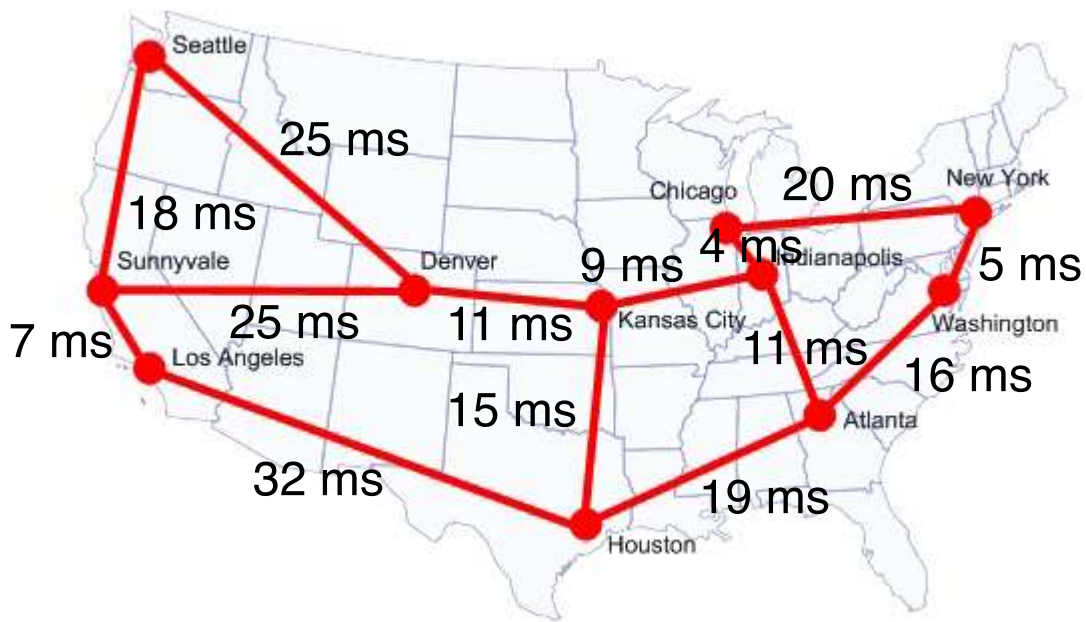 Seattle
25 ms
Chicago
20 ms
New York
18 ms
Sunnyvale
Denver
9 ms
4 ms
Indianapolis
5 ms
7 ms
25 ms
11 ms
Kansas City
Washington
Los Angeles
11 ms
16 ms
15 ms
Atlanta
32 ms
19 ms
Houston